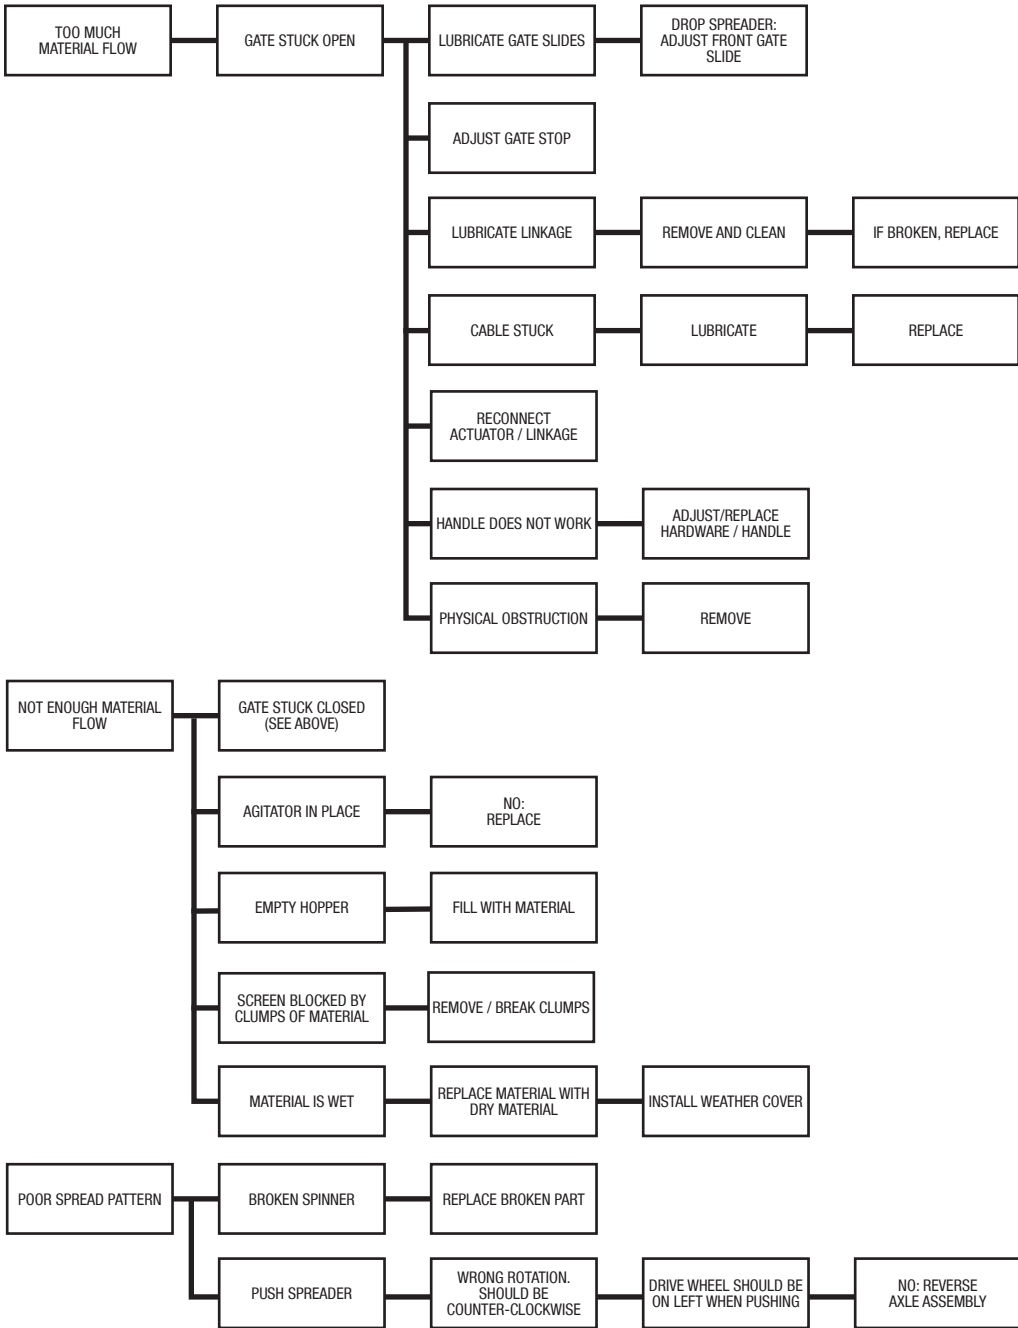 TOO MUCH
MATERIAL FLOW
GATE STUCK OPEN
LUBRICATE GATE SLIDES
DROP SPREADER:
ADJUST FRONT GATE
SLIDE
ADJUST GATE STOP
LUBRICATE LINKAGE
REMOVE AND CLEAN
IF BROKEN, REPLACE
CABLE STUCK
LUBRICATE
REPLACE
RECONNECT
ACTUATOR / LINKAGE
HANDLE DOES NOT WORK
ADJUST/REPLACE
HARDWARE / HANDLE
PHYSICAL OBSTRUCTION
REMOVE
NOT ENOUGH MATERIAL
FLOW
GATE STUCK CLOSED
(SEE ABOVE)
AGITATOR IN PLACE
NO:
REPLACE
EMPTY HOPPER
FILL WITH MATERIAL
SCREEN BLOCKED BY
CLUMPS OF MATERIAL
REMOVE / BREAK CLUMPS
MATERIAL IS WET
REPLACE MATERIAL WITH
DRY MATERIAL
INSTALL WEATHER COVER
POOR SPREAD PATTERN
BROKEN SPINNER
REPLACE BROKEN PART
PUSH SPREADER
WRONG ROTATION.
SHOULD BE
COUNTER-CLOCKWISE
DRIVE WHEEL SHOULD BE
ON LEFT WHEN PUSHING
NO: REVERSE
AXLE ASSEMBLY